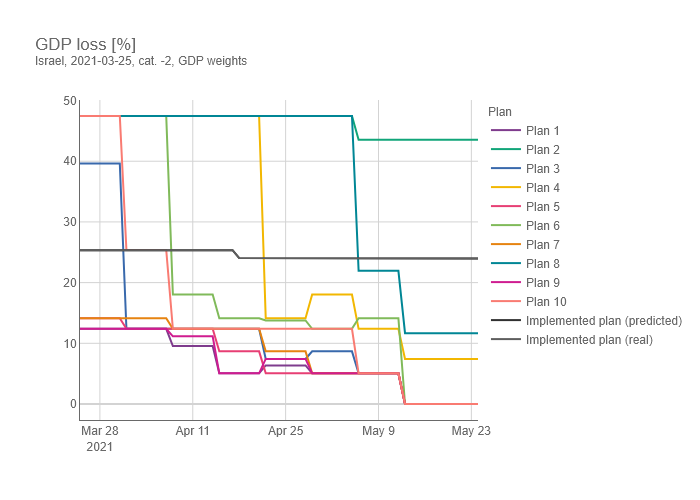 GDP loss [%]
Israel, 2021-03-25, cat. -2, GDP weights
50
40
30
20
10
0
Mar 28
2021
Apr 11
Apr 25
May 9
May 23
Plan
Plan 1
Plan 2
Plan 3
Plan 4
Plan 5
Plan 6
Plan 7
Plan 8
Plan 9
Plan 10
Implemented plan (predicted)
Implemented plan (real)